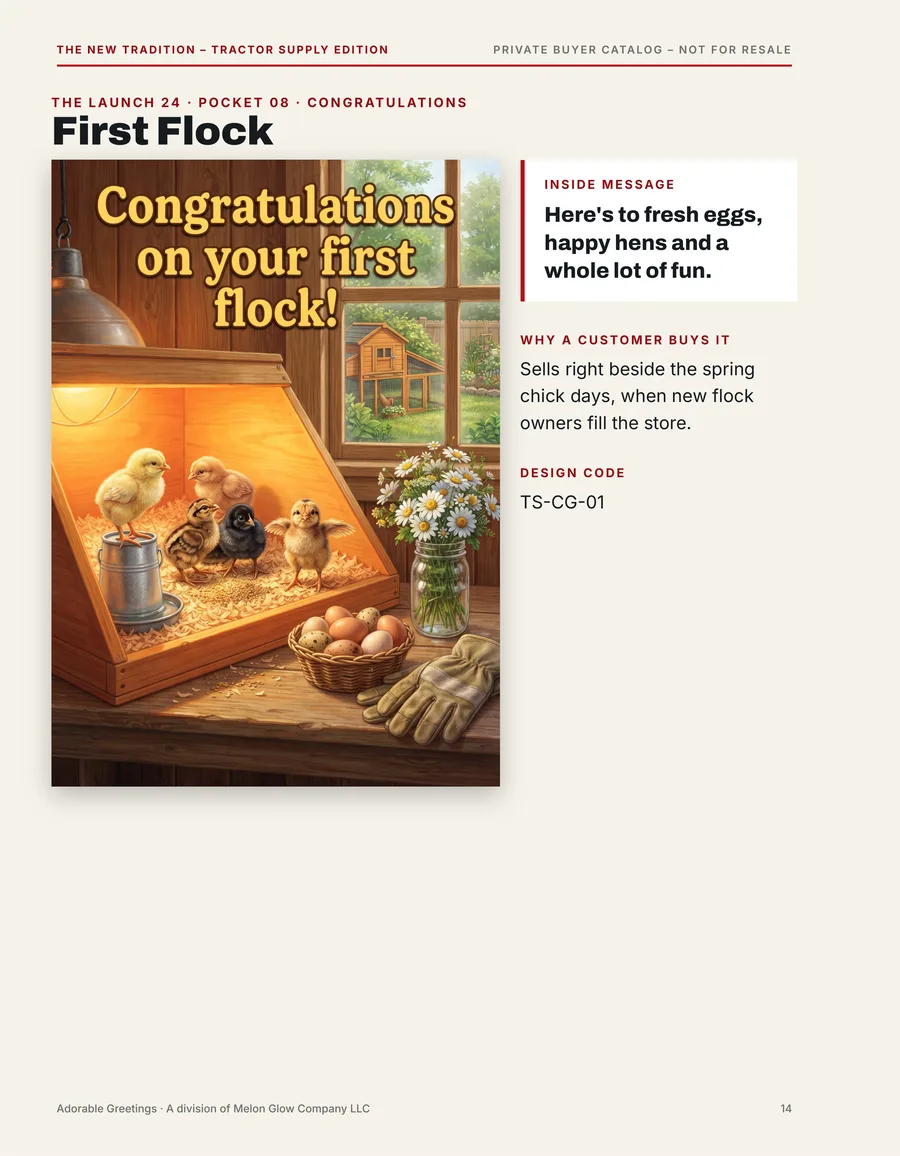 THE NEW TRADITION – TRACTOR SUPPLY EDITION
PRIVATE BUYER CATALOG – NOT FOR RESALE
THE LAUNCH 24 · POCKET 08 · CONGRATULATIONS
First Flock
Congratulations
on your first
flock!
INSIDE MESSAGE
Here's to fresh eggs,
happy hens and a
whole lot of fun.
WHY A CUSTOMER BUYS IT
Sells right beside the spring
chick days, when new flock
owners fill the store.
DESIGN CODE
TS-CG-01
Adorable Greetings · A division of Melon Glow Company LLC
14